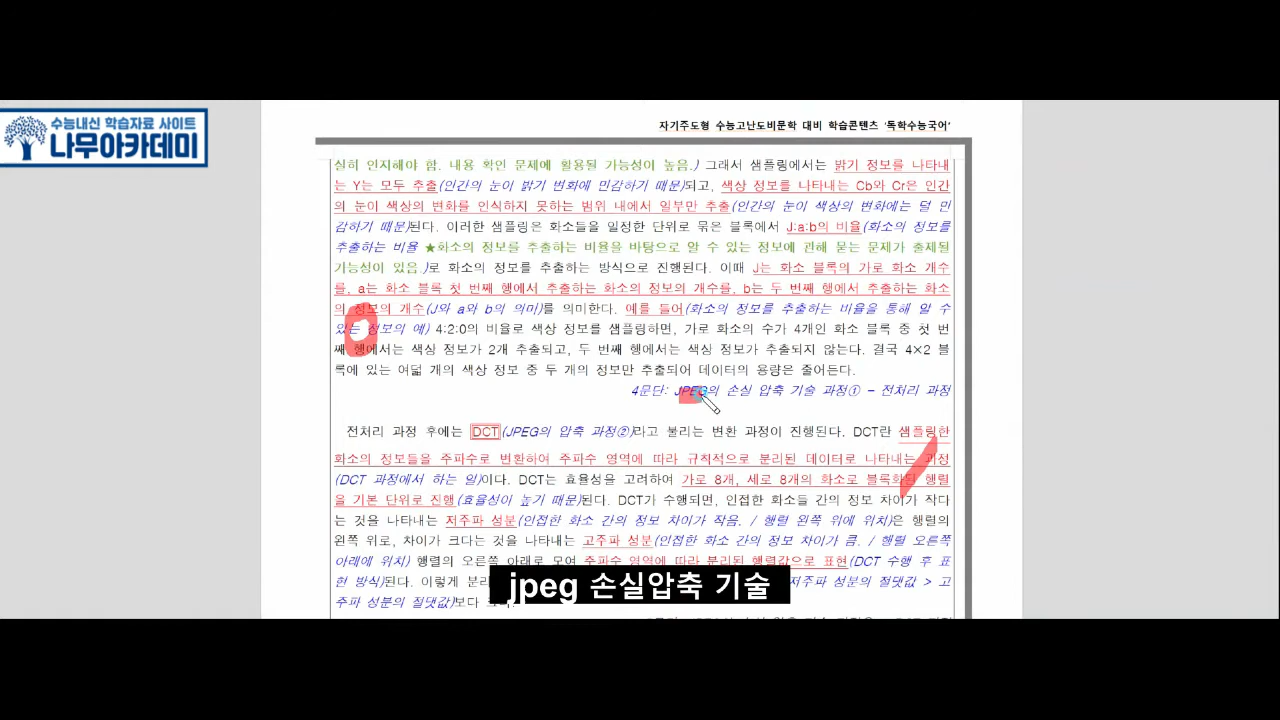 수능내신 학습자료 사이트
나무아카데미
자기주도형 수능고난도비문학 대비 학습콘텐츠 '독학수능국어'
실히 인지해야 함. 내용 확인 문제에 활용될 가능성이 높음.) 그래서 샘플링에서는 밝기 정보를 나타내
는 Y는 모두 추출(인간의 눈이 밝기 변화에 민감하기 때문)되고, 색상 정보를 나타내는 Cb와 Cr은 인간
의 눈이 색상의 변화를 인식하지 못하는 범위 내에서 일부만 추출(인간의 눈이 색상의 변화에는 덜 민
감하기 때문)된다. 이러한 샘플링은 화소들을 일정한 단위로 묶은 블록에서 J:a:b의 비율(화소의 정보를
추출하는 비율 ★화소의 정보를 추출하는 비율을 바탕으로 알 수 있는 정보에 관해 묻는 문제가 출제될
가능성이 있음.)로 화소의 정보를 추출하는 방식으로 진행된다. 이때 J는 화소 블록의 가로 화소 개수
를, a는 화소 블록 첫 번째 행에서 추출하는 화소의 정보의 개수를, b는 두 번째 행에서 추출하는 화소
의 정보의 개수(J와 a와 b의 의미)를 의미한다. 예를 들어(화소의 정보를 추출하는 비율을 통해 알 수
있는 정보의 예) 4:2:0의 비율로 색상 정보를 샘플링하면, 가로 화소의 수가 4개인 화소 블록 중 첫 번
째 행에서는 색상 정보가 2개 추출되고, 두 번째 행에서는 색상 정보가 추출되지 않는다. 결국 4×2 블
록에 있는 여덟 개의 색상 정보 중 두 개의 정보만 추출되어 데이터의 용량은 줄어든다.
4문단: JPEG의 손실 압축 기술 과정① - 전처리 과정
전처리 과정 후에는 DCT(JPEG의 압축 과정②)라고 불리는 변환 과정이 진행된다. DCT란 샘플링한
화소의 정보들을 주파수로 변환하여 주파수 영역에 따라 규칙적으로 분리된 데이터로 나타내는 과정
(DCT 과정에서 하는 일)이다. DCT는 효율성을 고려하여 가로 8개, 세로 8개의 화소로 블록화된 행렬
을 기본 단위로 진행(효율성이 높기 때문)된다. DCT가 수행되면, 인접한 화소들 간의 정보 차이가 작다
는 것을 나타내는 저주파 성분(인접한 화소 간의 정보 차이가 작음. / 행렬 왼쪽 위에 위치)은 행렬의
왼쪽 위로, 차이가 크다는 것을 나타내는 고주파 성분(인접한 화소 간의 정보 차이가 큼. / 행렬 오른쪽
아래에 위치) 행렬의 오른쪽 아래로 모여 주파수 영역에 따라 분리된 행렬값으로 표현(DCT 수행 후 표
현 방식)된다. 이렇게 분리 저주파 성분의 절댓값 > 고
주파 성분의 절댓값)보다 크다.
jpeg 손실압축 기술